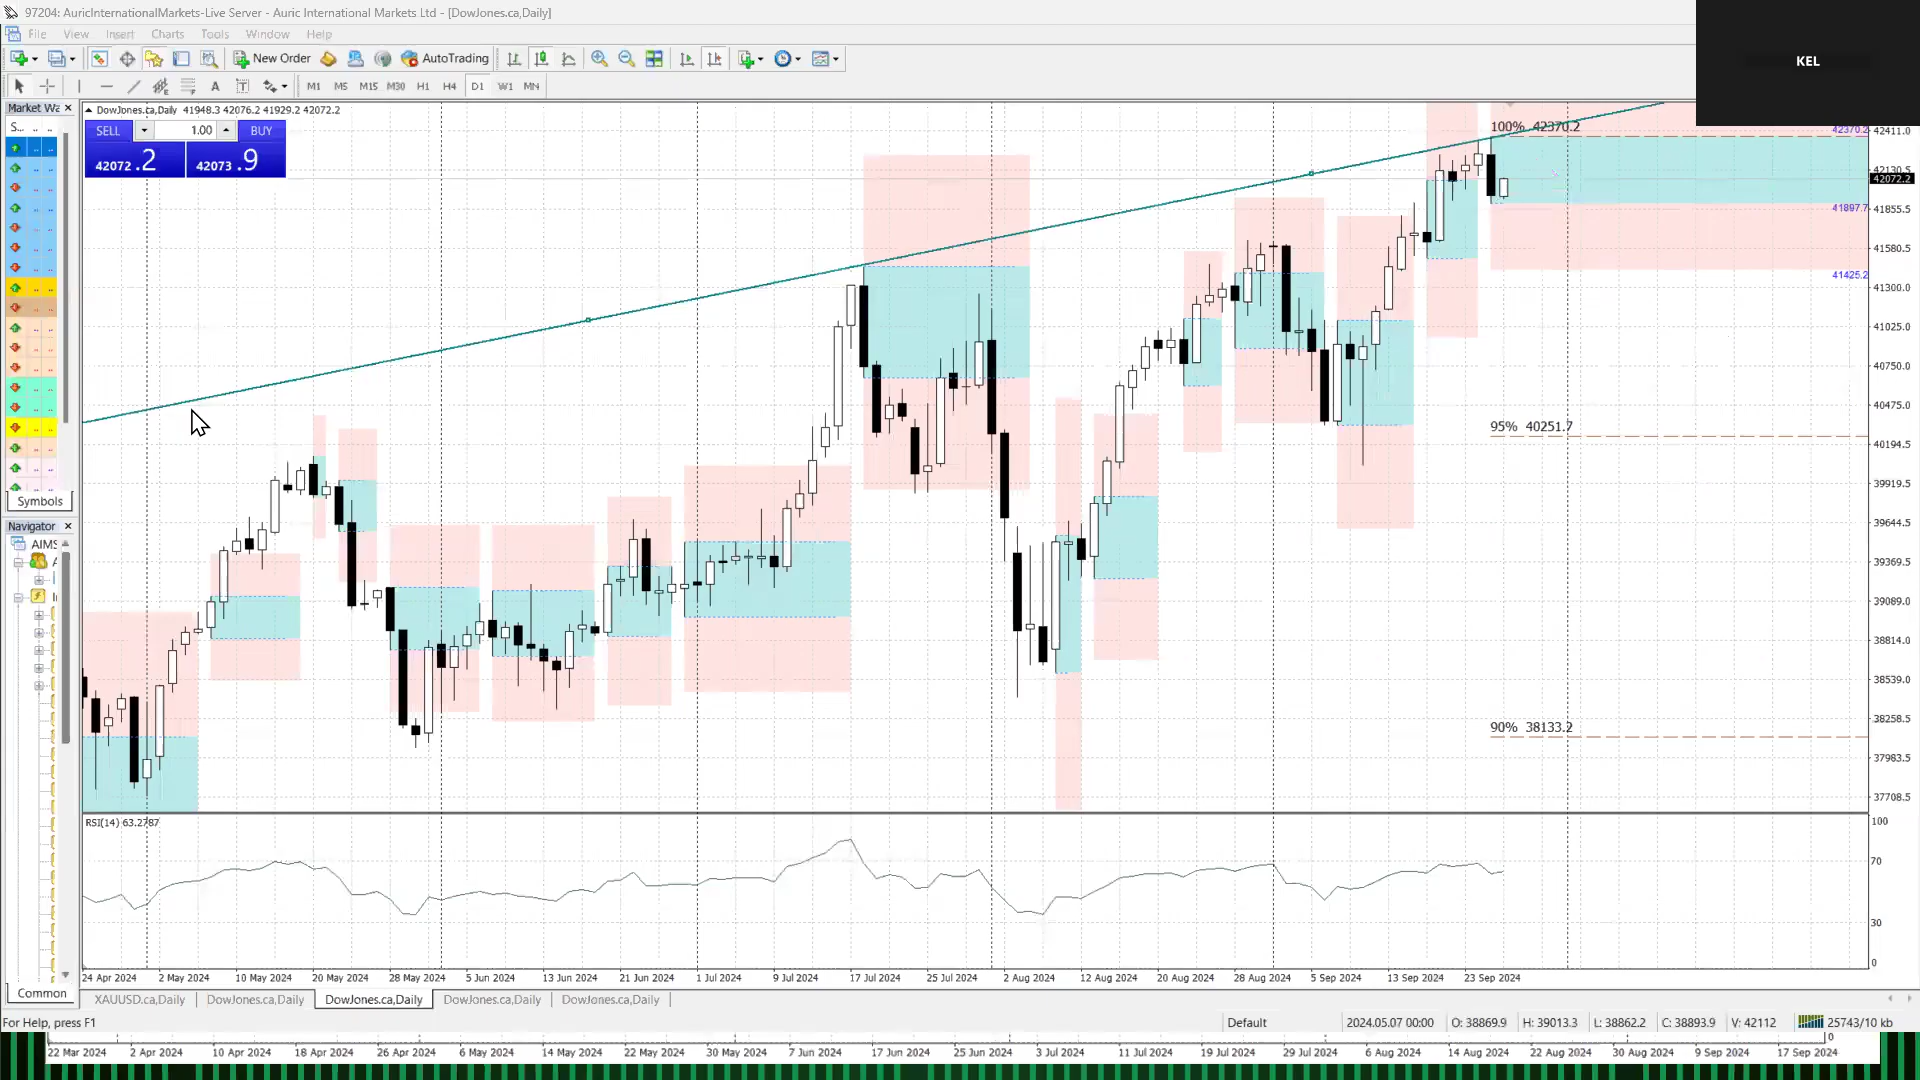 97204: AuricInternationalMarkets-Live Server - Auric International Markets Ltd - [DowJones.ca,Daily]
KEL
File View Insert Charts Tools Window Help
New Order AutoTrading
A T M1 M5 M15 M30 H1 H4 D1 W1 MN
Market Wa
DowJones.ca,Daily 41948.3 42076.2 41929.2 42072.2
S...
SELL 1.00 BUY
42072.2 42073.9
100% 42370.2
42370.2
42411.0
42130.5
42072.2
41897.7
41855.5
41580.5
41425.2
41300.0
41025.0
40750.0
40475.0
95% 40251.7
40194.5
39919.5
39644.5
39369.5
39089.0
38814.0
38539.0
90% 38133.2
38258.5
37983.5
37708.5
Symbols
Navigator
AIMS
RSI(14) 63.2787
100
70
30
0
24 Apr 2024 2 May 2024 10 May 2024 20 May 2024 28 May 2024 5 Jun 2024 13 Jun 2024 21 Jun 2024 1 Jul 2024 9 Jul 2024 17 Jul 2024 25 Jul 2024 2 Aug 2024 12 Aug 2024 20 Aug 2024 28 Aug 2024 5 Sep 2024 13 Sep 2024 23 Sep 2024
Common
XAUUSD.ca,Daily DowJones.ca,Daily DowJones.ca,Daily DowJones.ca,Daily DowJones.ca,Daily
For Help, press F1 Default 2024.05.07 00:00 O: 38869.9 H: 39013.3 L: 38862.2 C: 38893.9 V: 42112 25743/10 kb
0
22 Mar 2024 2 Apr 2024 10 Apr 2024 18 Apr 2024 26 Apr 2024 6 May 2024 14 May 2024 22 May 2024 30 May 2024 7 Jun 2024 17 Jun 2024 25 Jun 2024 3 Jul 2024 11 Jul 2024 19 Jul 2024 29 Jul 2024 6 Aug 2024 14 Aug 2024 22 Aug 2024 30 Aug 2024 9 Sep 2024 17 Sep 2024